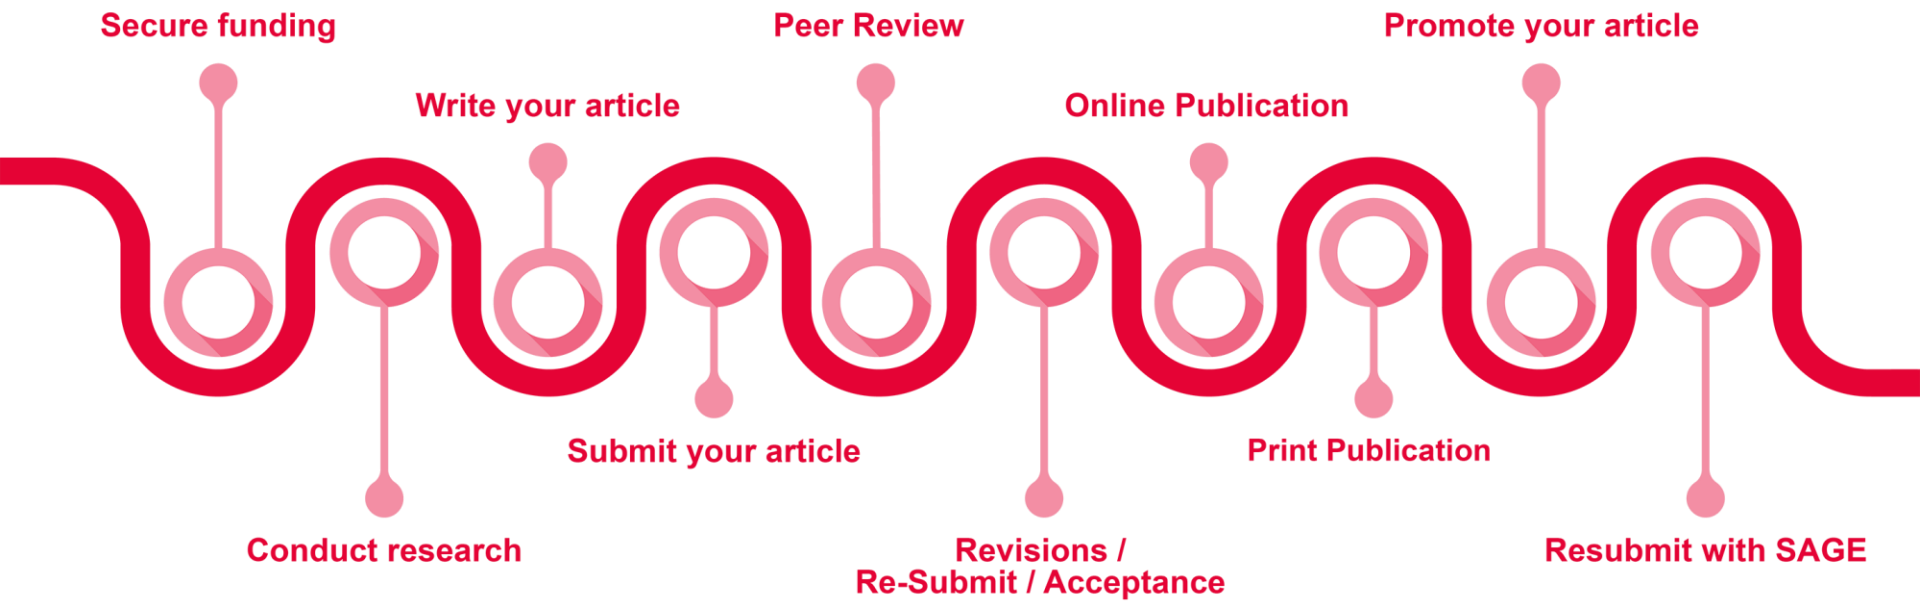 Secure funding
Conduct research
Write your article
Submit your article
Peer Review
Revisions /
Re-Submit / Acceptance
Online Publication
Print Publication
Promote your article
Resubmit with SAGE